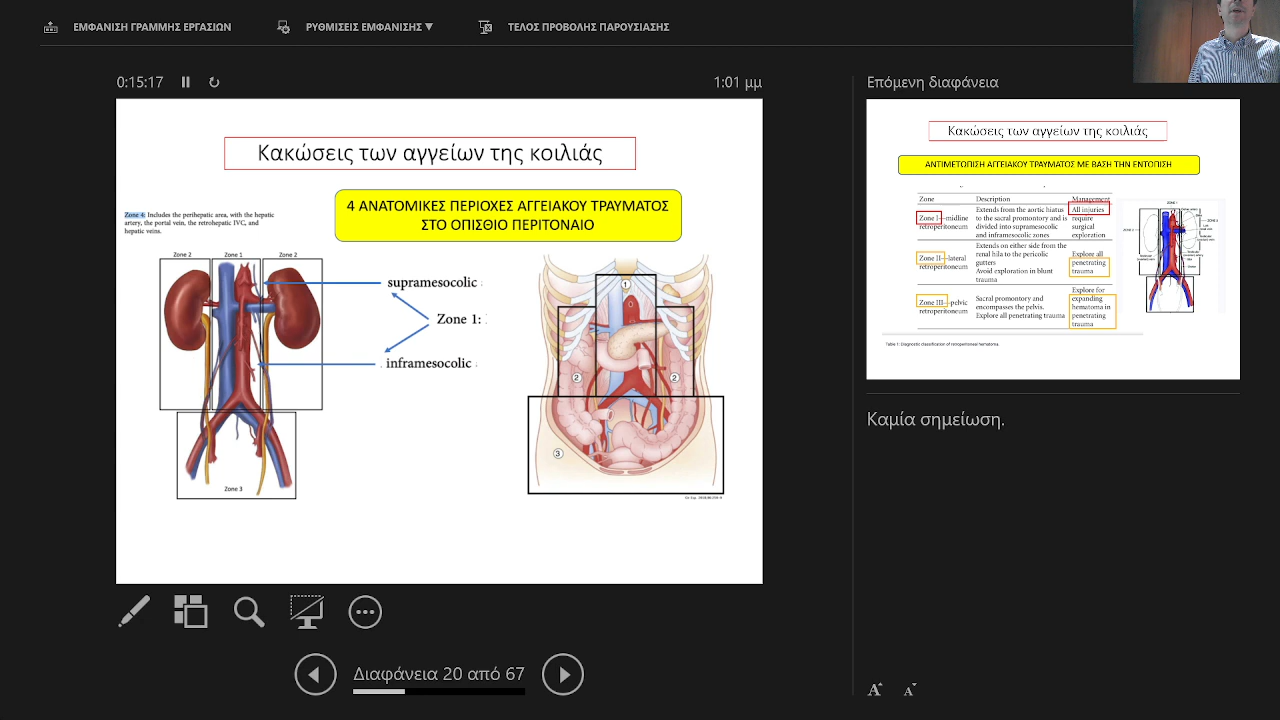 ΕΜΦΑΝΙΣΗ ΓΡΑΜΜΗΣ ΕΡΓΑΣΙΩΝ
ΡΥΘΜΙΣΕΙΣ ΕΜΦΑΝΙΣΗΣ ▼
ΤΕΛΟΣ ΠΡΟΒΟΛΗΣ ΠΑΡΟΥΣΙΑΣΗΣ
0:15:17
1:01 μμ
Κακώσεις των αγγείων της κοιλιάς
4 ΑΝΑΤΟΜΙΚΕΣ ΠΕΡΙΟΧΕΣ ΑΓΓΕΙΑΚΟΥ ΤΡΑΥΜΑΤΟΣ
ΣΤΟ ΟΠΙΣΘΙΟ ΠΕΡΙΤΟΝΑΙΟ
Zone 4: Includes the perihepatic area, with the hepatic
artery, the portal vein, the retrohepatic IVC, and
hepatic veins.
Zone 2 Zone 1 Zone 2
supramesocolic
Zone 1:
inframesocolic
Zone 3
1
2 2
3
Διαφάνεια 20 από 67
Επόμενη διαφάνεια
Κακώσεις των αγγείων της κοιλιάς
ΑΝΤΙΜΕΤΩΠΙΣΗ ΑΓΓΕΙΑΚΟΥ ΤΡΑΥΜΑΤΟΣ ΜΕ ΒΑΣΗ ΤΗΝ ΕΝΤΟΠΙΣΗ
Zone Description Management
Zone I—midline retroperitoneum
Extends from the aortic hiatus
to the sacral promontory and is
divided into supramesocolic
and inframesocolic zones
All injuries
require
surgical
exploration
Zone II—lateral retroperitoneum
Extends on either side from the
renal hila to the pericolic
gutters
Avoid exploration in blunt
trauma
Explore all
penetrating
trauma
Zone III—pelvic retroperitoneum
Sacral promontory and
encompasses the pelvis.
Explore all penetrating trauma
Explore for
expanding
hematoma in
penetrating
trauma
Table 1: Diagnostic classification of retroperitoneal hematoma.
Καμία σημείωση.
A A